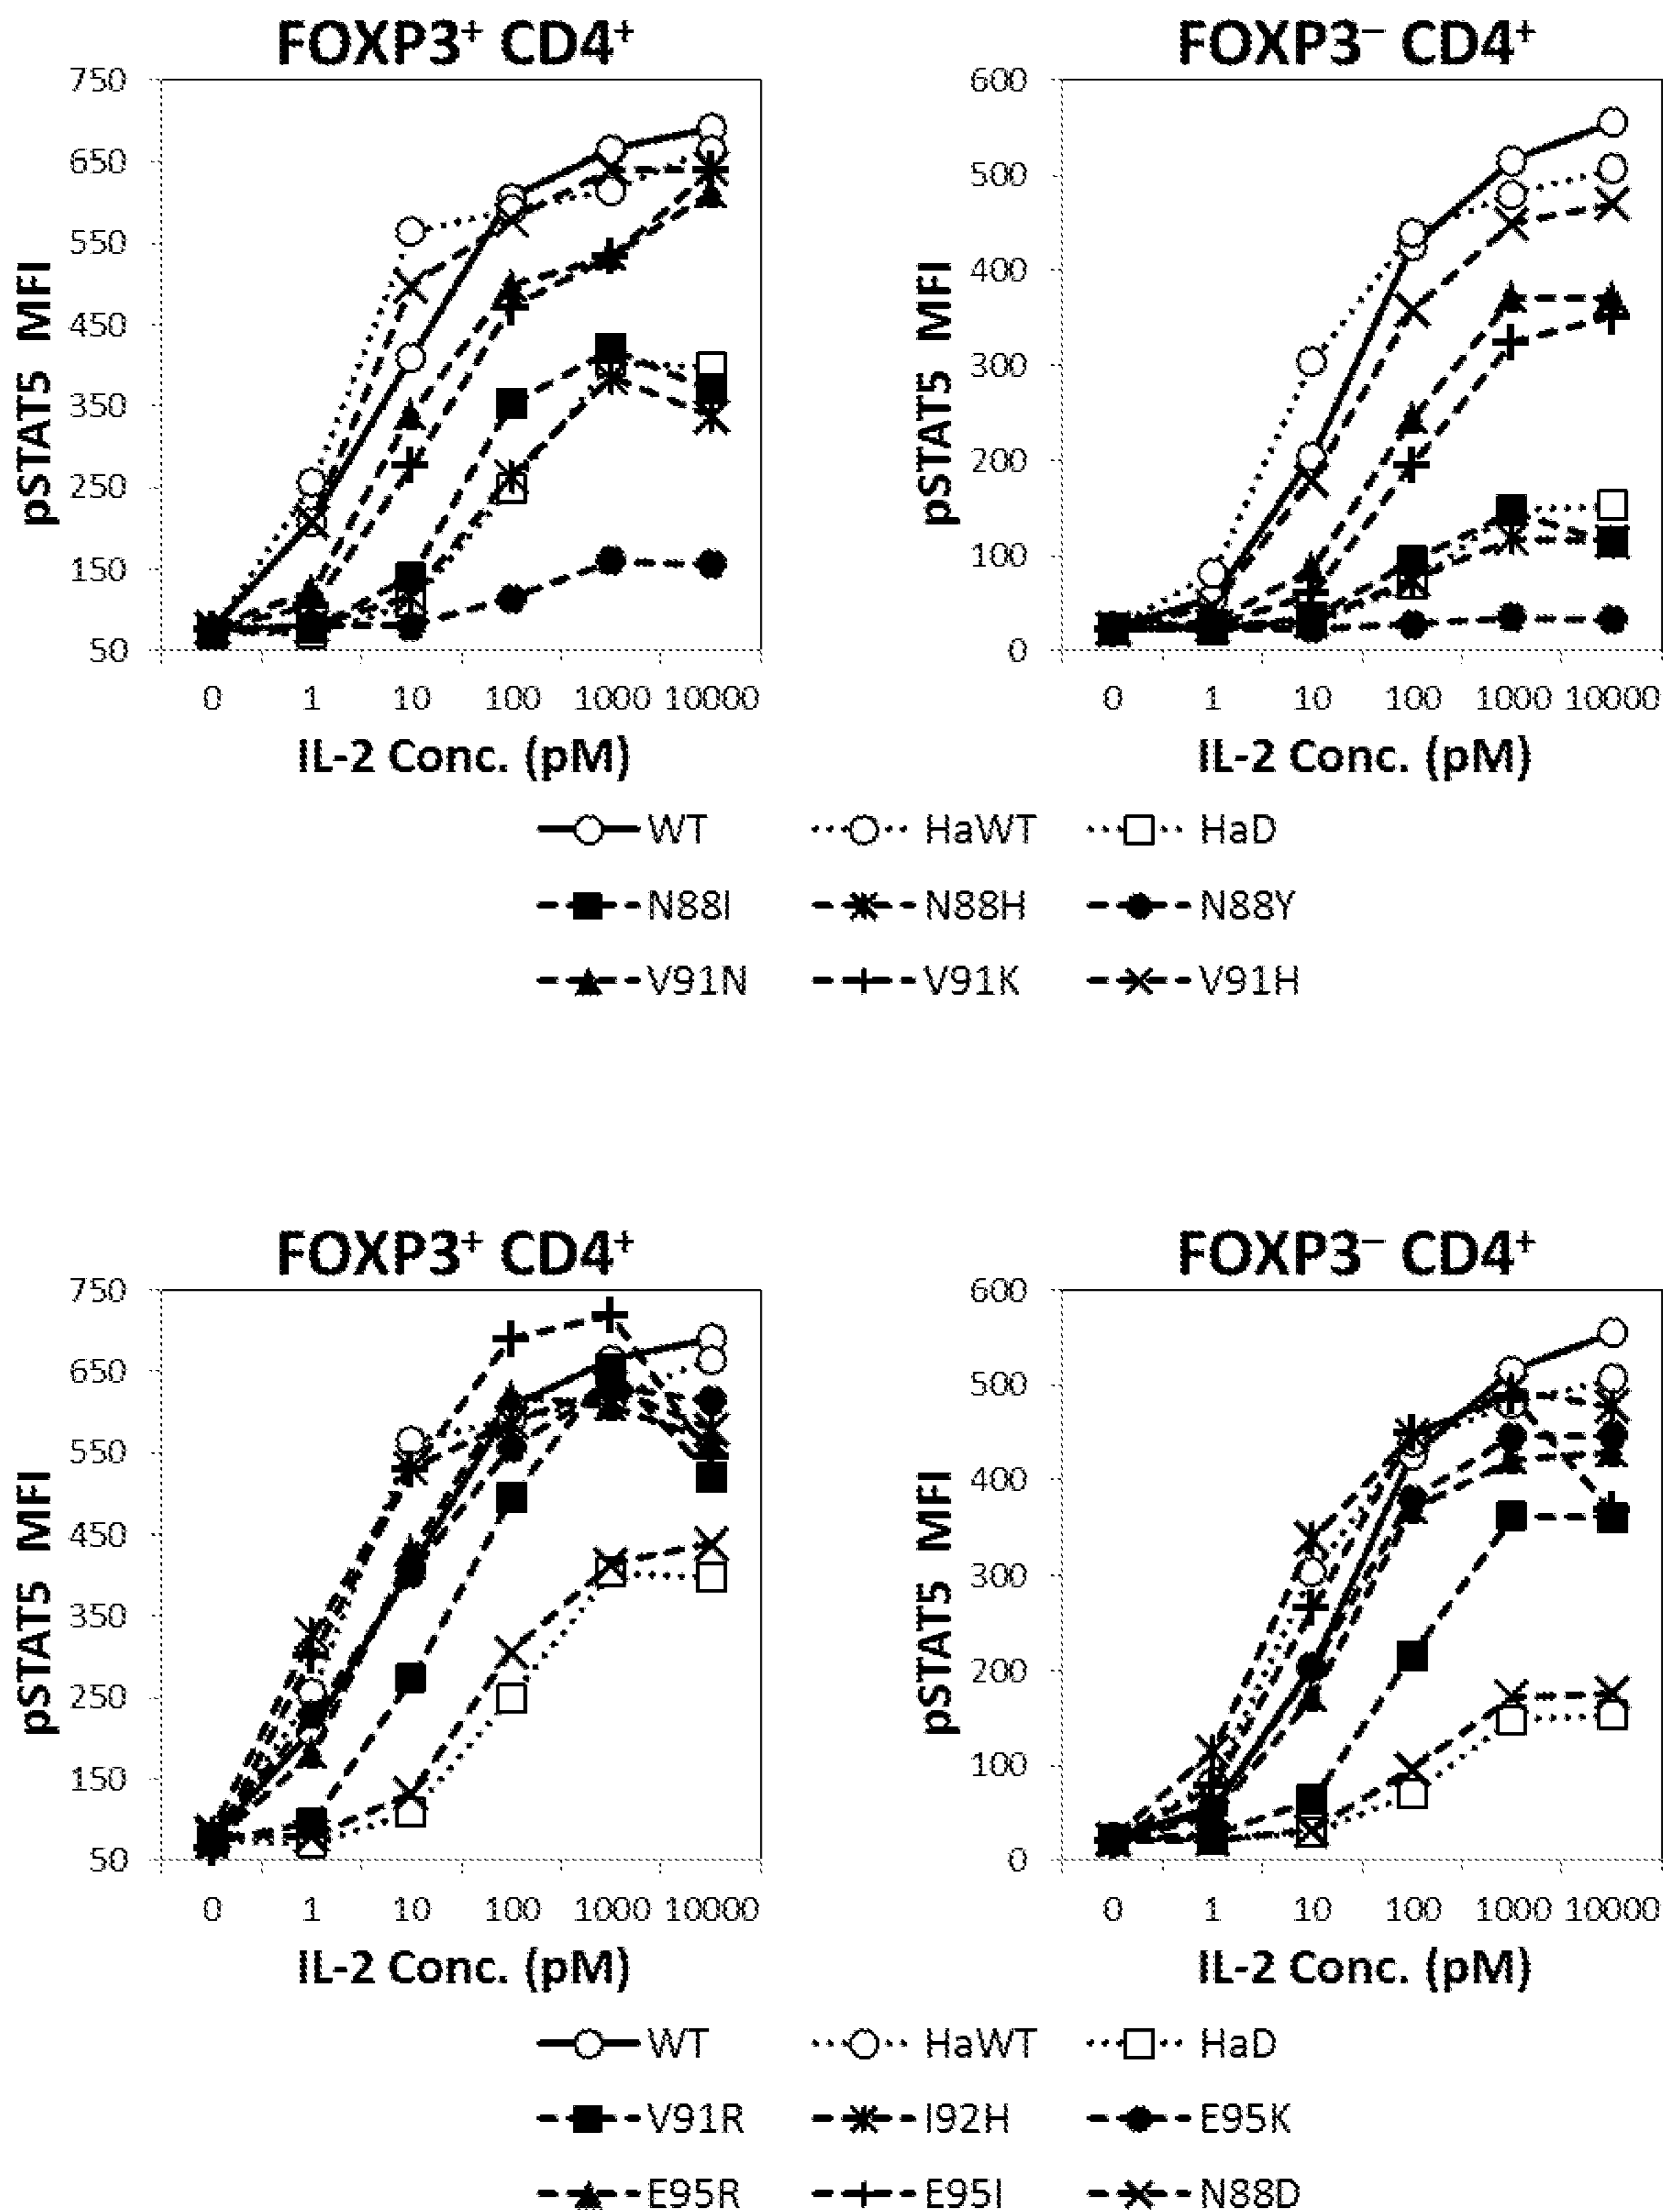 FOXP3⁺ CD4⁺
750
650
550
450
350
250
150
50
pSTAT5 MFI
0 1 10 100 1000 10000
IL-2 Conc. (pM)
FOXP3⁻ CD4⁺
600
500
400
300
200
100
0
pSTAT5 MFI
0 1 10 100 1000 10000
IL-2 Conc. (pM)
WT HaWT HaD
N88I N88H N88Y
V91N V91K V91H
FOXP3⁺ CD4⁺
750
650
550
450
350
250
150
50
pSTAT5 MFI
0 1 10 100 1000 10000
IL-2 Conc. (pM)
FOXP3⁻ CD4⁺
600
500
400
300
200
100
0
pSTAT5 MFI
0 1 10 100 1000 10000
IL-2 Conc. (pM)
WT HaWT HaD
V91R I92H E95K
E95R E95I N88D